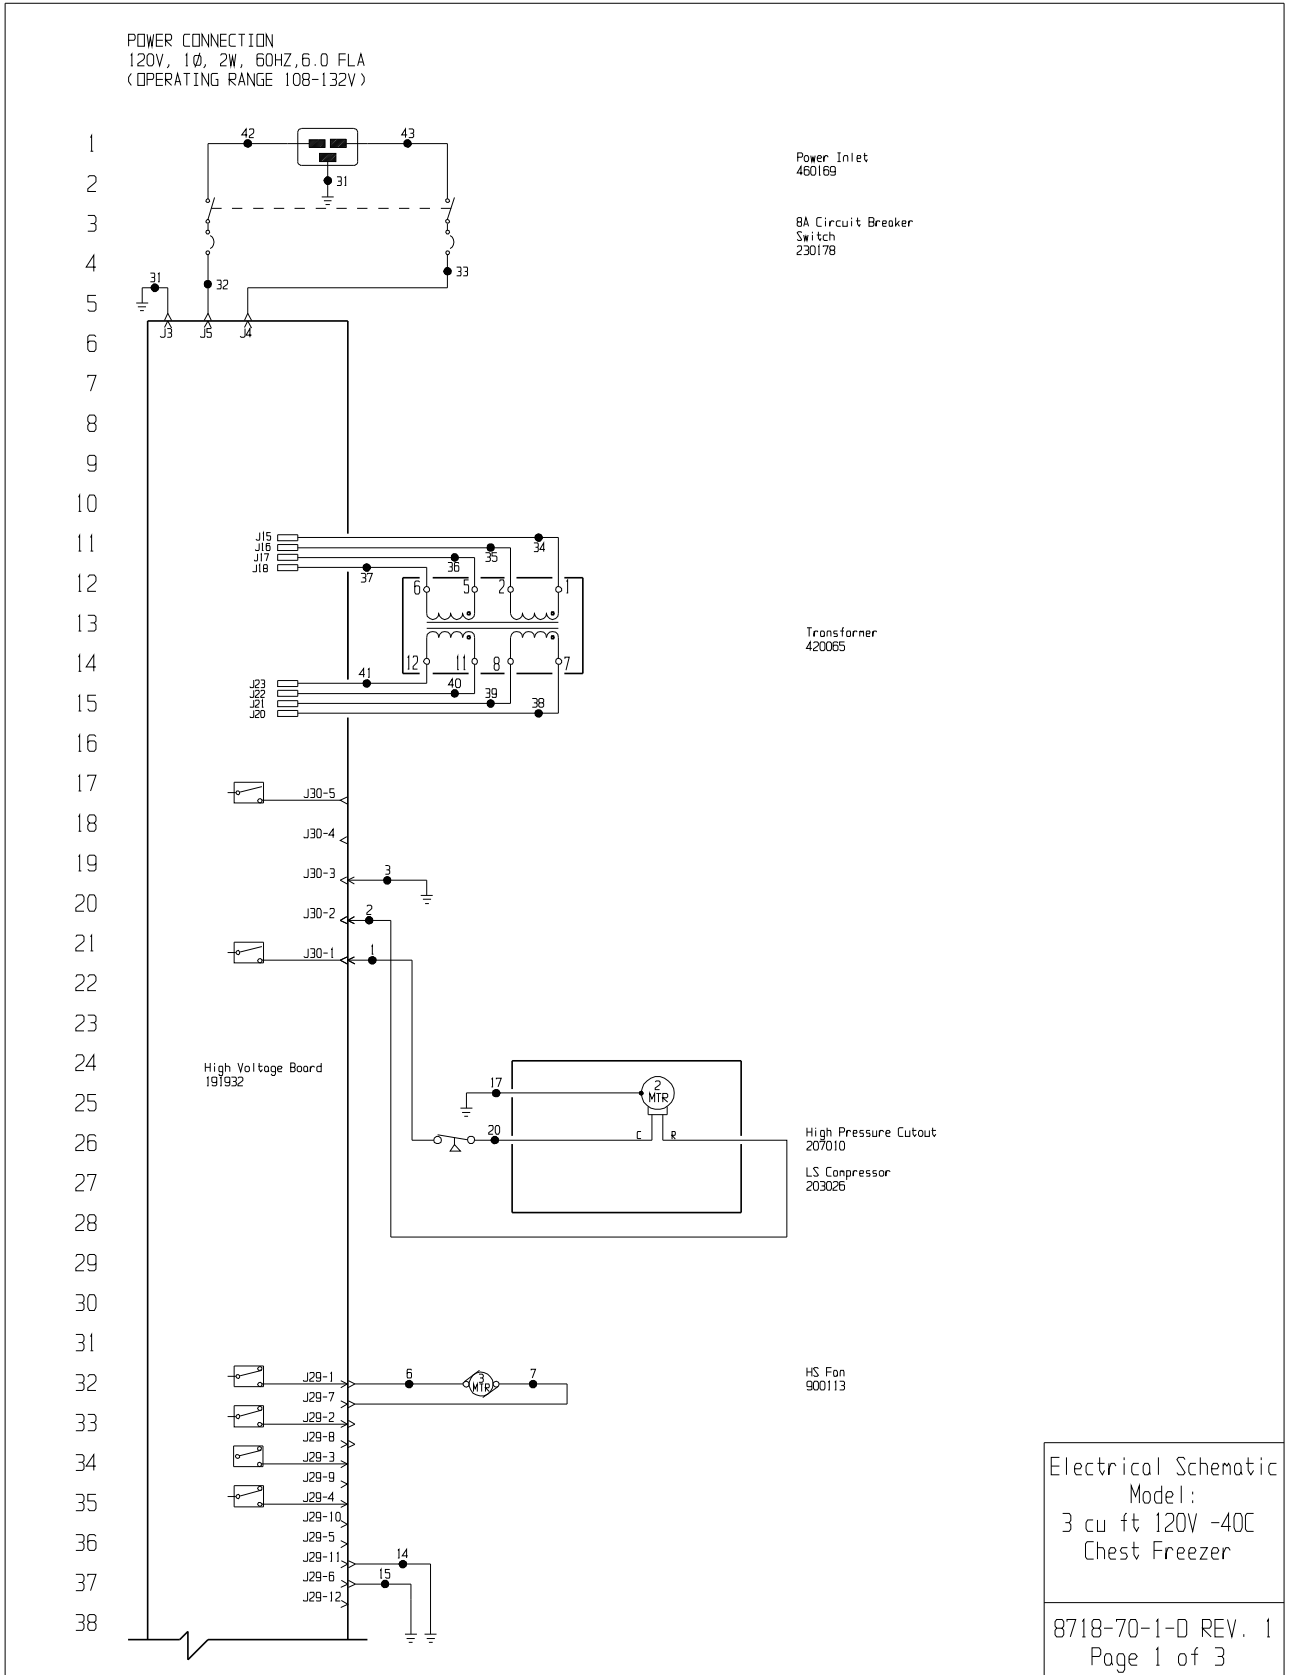 POWER CONNECTION
120V, 1Ø, 2W, 60HZ,6.0 FLA
(OPERATING RANGE 108-132V)
1
42
43
Power Inlet
460169
2
31
3
8A Circuit Breaker
Switch
230178
4
31
32
33
5
J3
J5
J4
6
7
8
9
10
11
J15
J16
J17
J18
34
35
36
37
12
6
5
2
1
13
Transformer
420065
14
12
11
8
7
J23
J22
J21
J20
41
40
39
38
15
16
17
J30-5
18
J30-4
19
J30-3
3
20
J30-2
2
21
J30-1
1
22
23
24
High Voltage Board
191932
25
17
2
MTR
26
20
C
R
High Pressure Cutout
207010
27
LS Compressor
203026
28
29
30
31
32
J29-1
6
3
MTR
7
HS Fan
900113
J29-7
33
J29-2
J29-8
34
J29-3
J29-9
35
J29-4
J29-10
36
J29-5
J29-11
14
37
J29-6
15
J29-12
38
Electrical Schematic
Model:
3 cu ft 120V -40C
Chest Freezer
8718-70-1-D REV. 1
Page 1 of 3